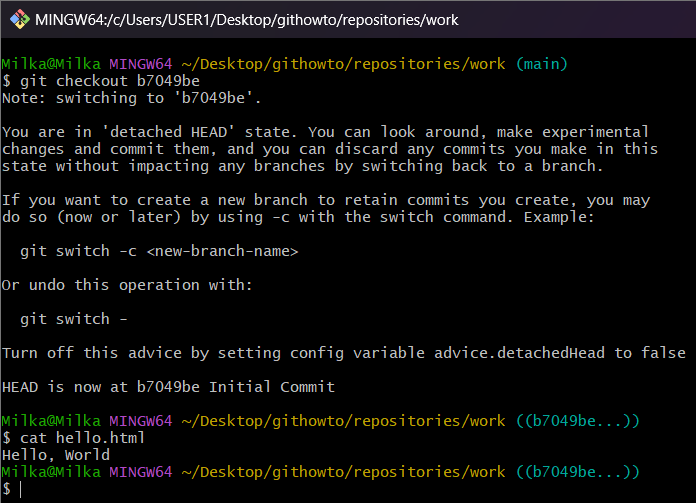 MINGW64:/c/Users/USER1/Desktop/githowto/repositories/work
Milka@Milka MINGW64 ~/Desktop/githowto/repositories/work (main)
$ git checkout b7049be
Note: switching to 'b7049be'.
You are in 'detached HEAD' state. You can look around, make experimental
changes and commit them, and you can discard any commits you make in this
state without impacting any branches by switching back to a branch.
If you want to create a new branch to retain commits you create, you may
do so (now or later) by using -c with the switch command. Example:
git switch -c <new-branch-name>
Or undo this operation with:
git switch -
Turn off this advice by setting config variable advice.detachedHead to false
HEAD is now at b7049be Initial Commit
Milka@Milka MINGW64 ~/Desktop/githowto/repositories/work ((b7049be...))
$ cat hello.html
Hello, World
Milka@Milka MINGW64 ~/Desktop/githowto/repositories/work ((b7049be...))
$